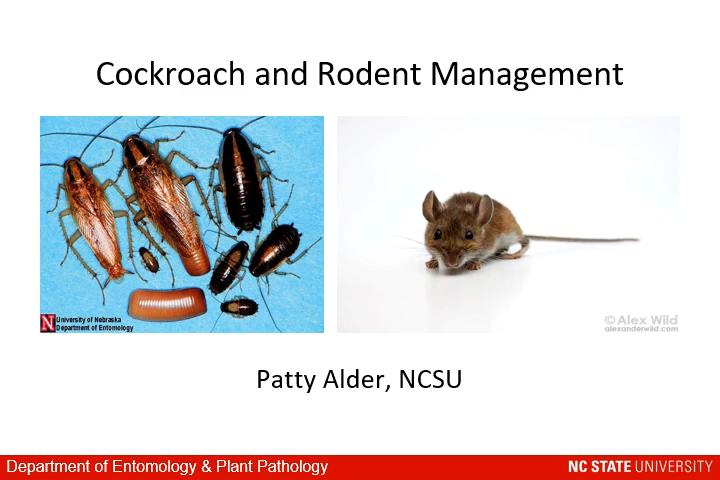 Cockroach and Rodent Management
N
University of Nebraska
Department of Entomology
© Alex Wild
alexanderwild.com
Patty Alder, NCSU
Department of Entomology & Plant Pathology
NC STATE UNIVERSITY